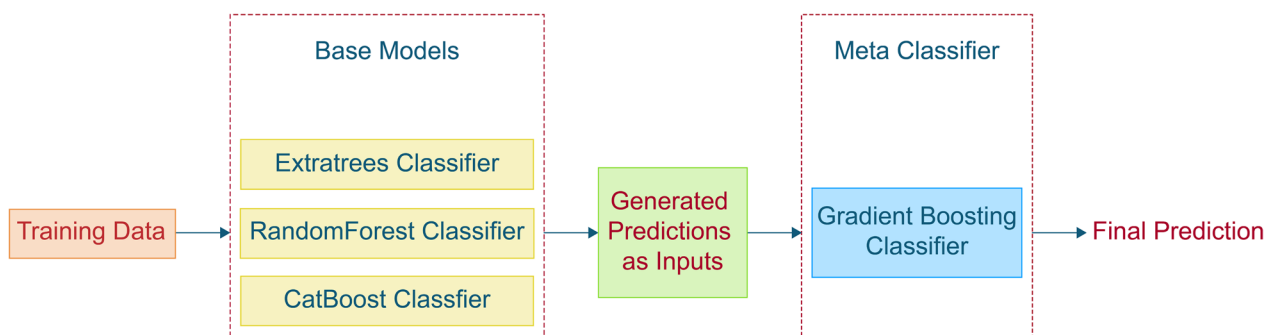 Base Models
Meta Classifier
Extratrees Classifier
Training Data
RandomForest Classifier
CatBoost Classfier
Generated
Predictions
as Inputs
Gradient Boosting
Classifier
Final Prediction